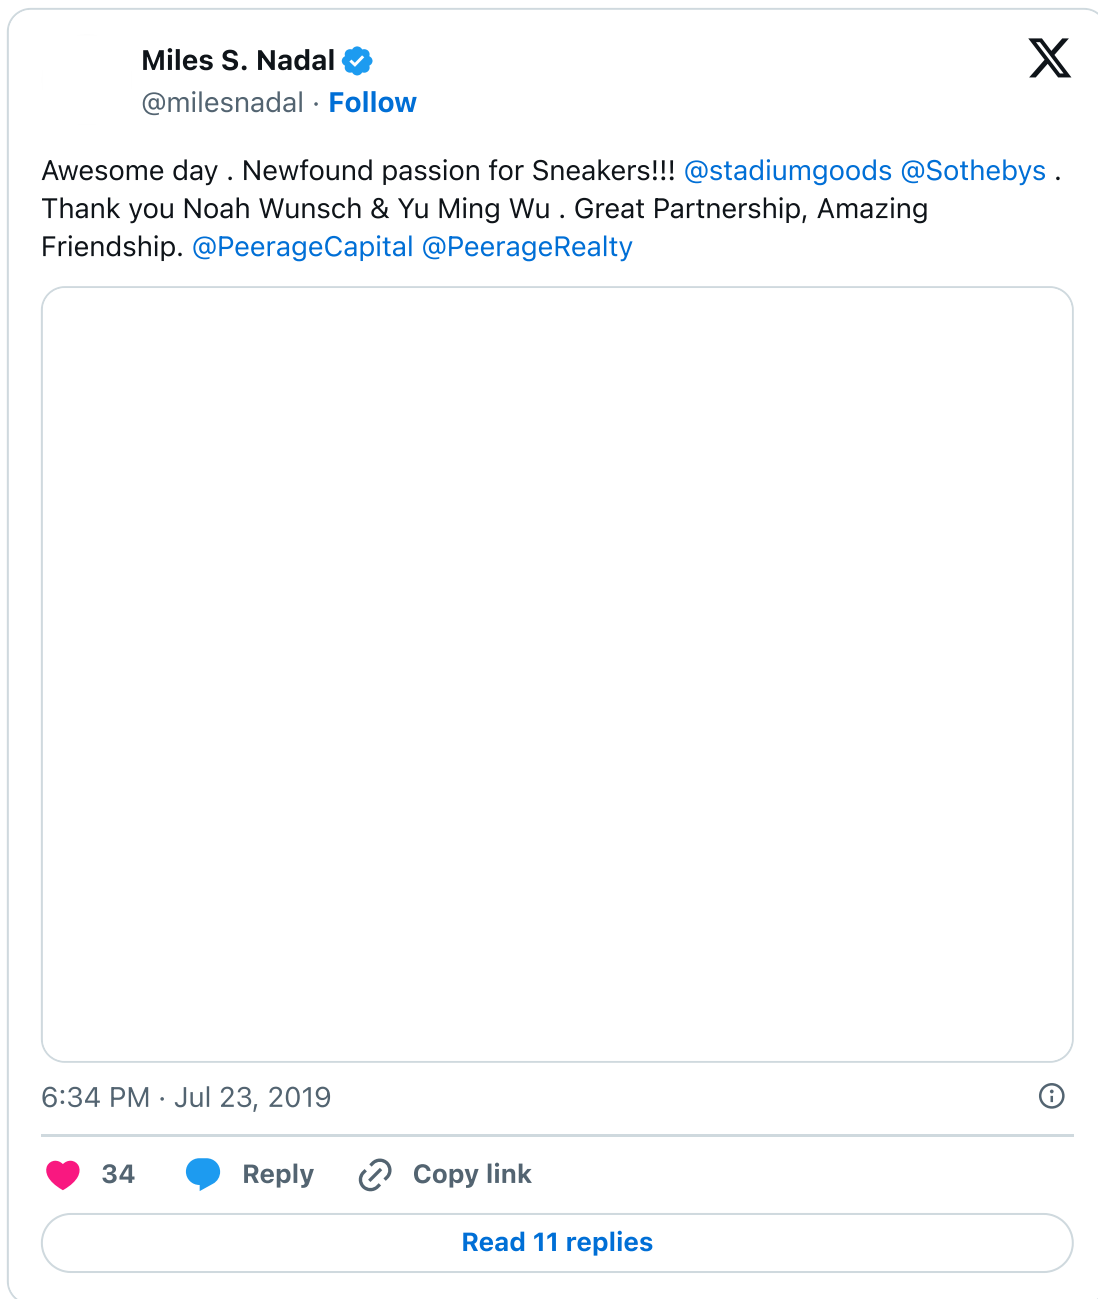 Miles S. Nadal
@milesnadal · Follow
Awesome day . Newfound passion for Sneakers!!! @stadiumgoods @Sothebys .
Thank you Noah Wunsch & Yu Ming Wu . Great Partnership, Amazing
Friendship. @PeerageCapital @PeerageRealty
6:34 PM · Jul 23, 2019
34 Reply Copy link
Read 11 replies